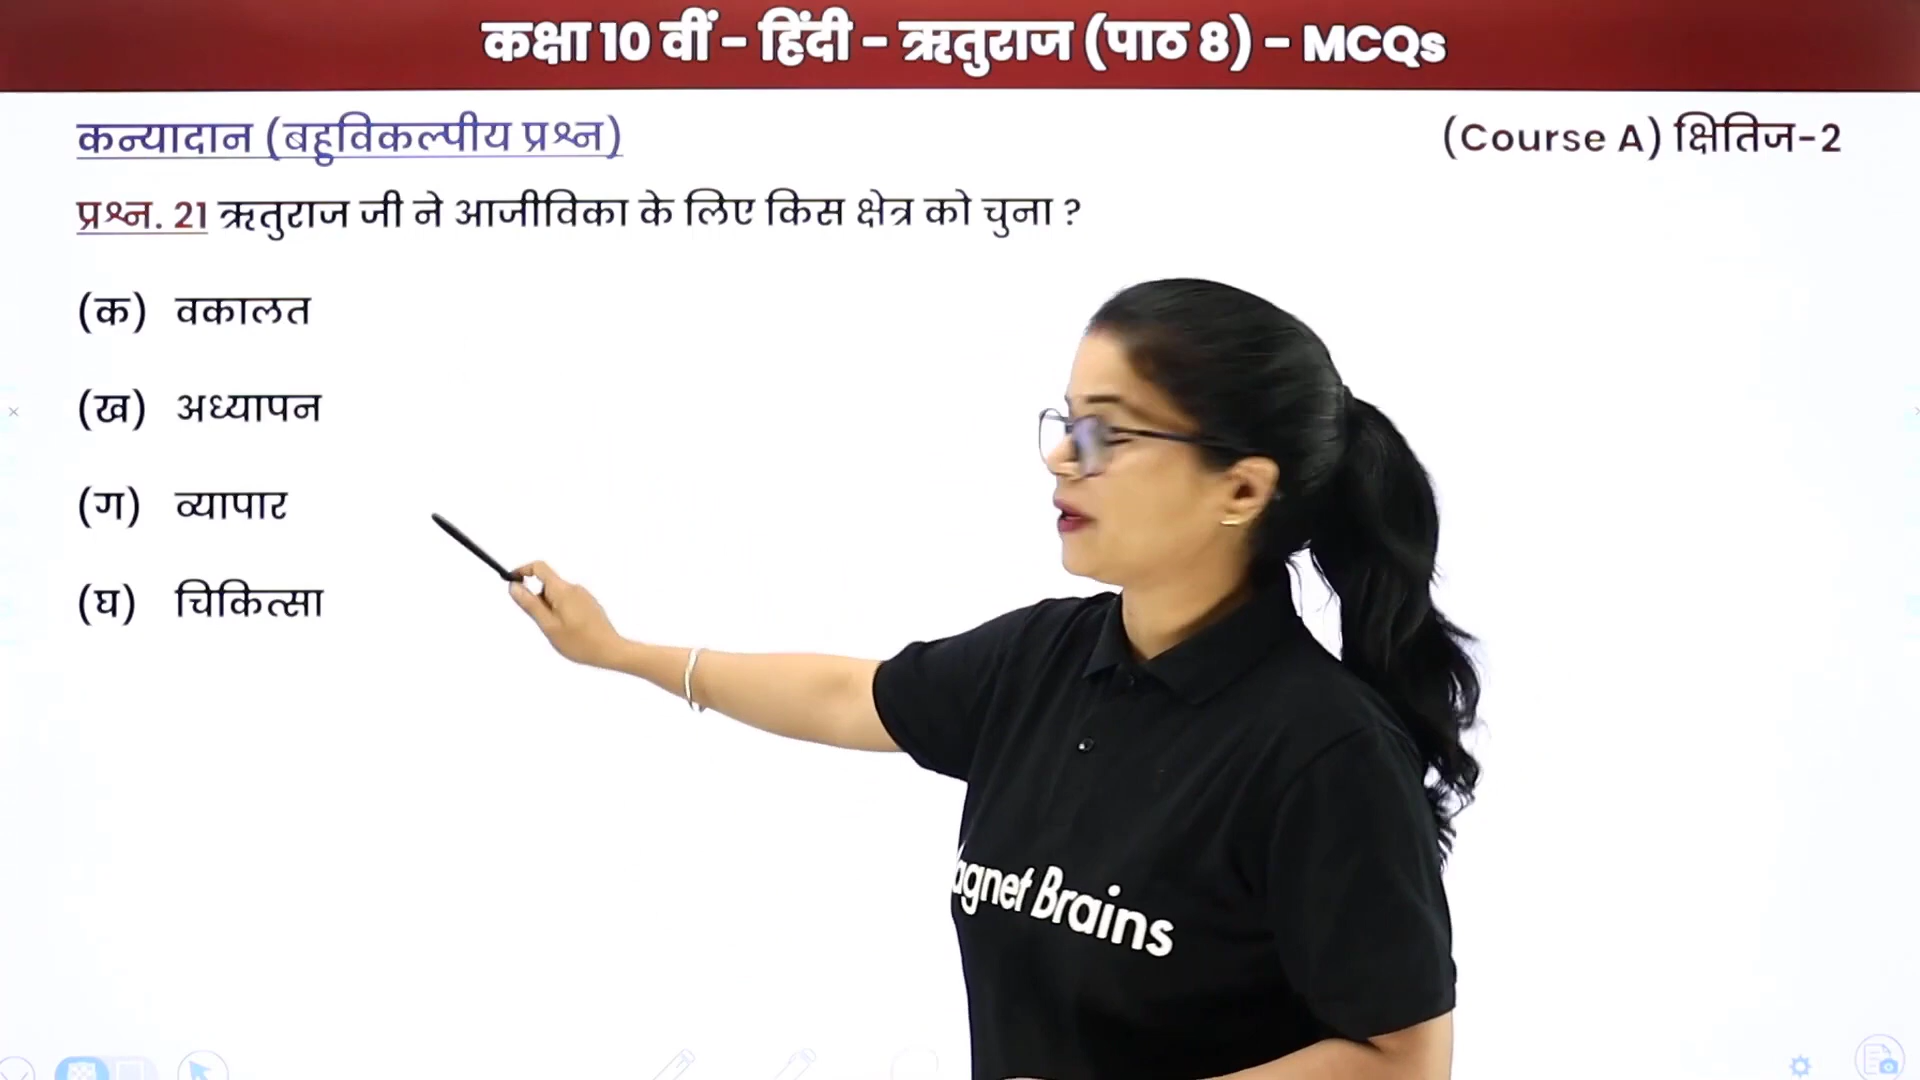 कक्षा 10 वीं - हिंदी - ऋतुराज (पाठ 8) - MCQs
कन्यादान (बहुविकल्पीय प्रश्न)
(Course A) क्षितिज-2
प्रश्न. 21 ऋतुराज जी ने आजीविका के लिए किस क्षेत्र को चुना ?
(क) वकालत
(ख) अध्यापन
(ग) व्यापार
(घ) चिकित्सा
agnet Brains